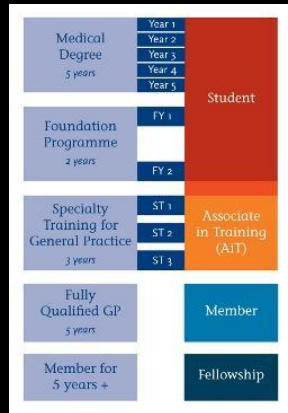 Medical
Degree
5 years
Year 1
Year 2
Year 3
Year 4
Year 5
Student
Foundation
Programme
2 years
FY 1
FY 2
Specialty
Training for
General Practice
3 years
ST 1
ST 2
ST 3
Associate
in Training
(AiT)
Fully
Qualified GP
5 years
Member
Member for
5 years +
Fellowship